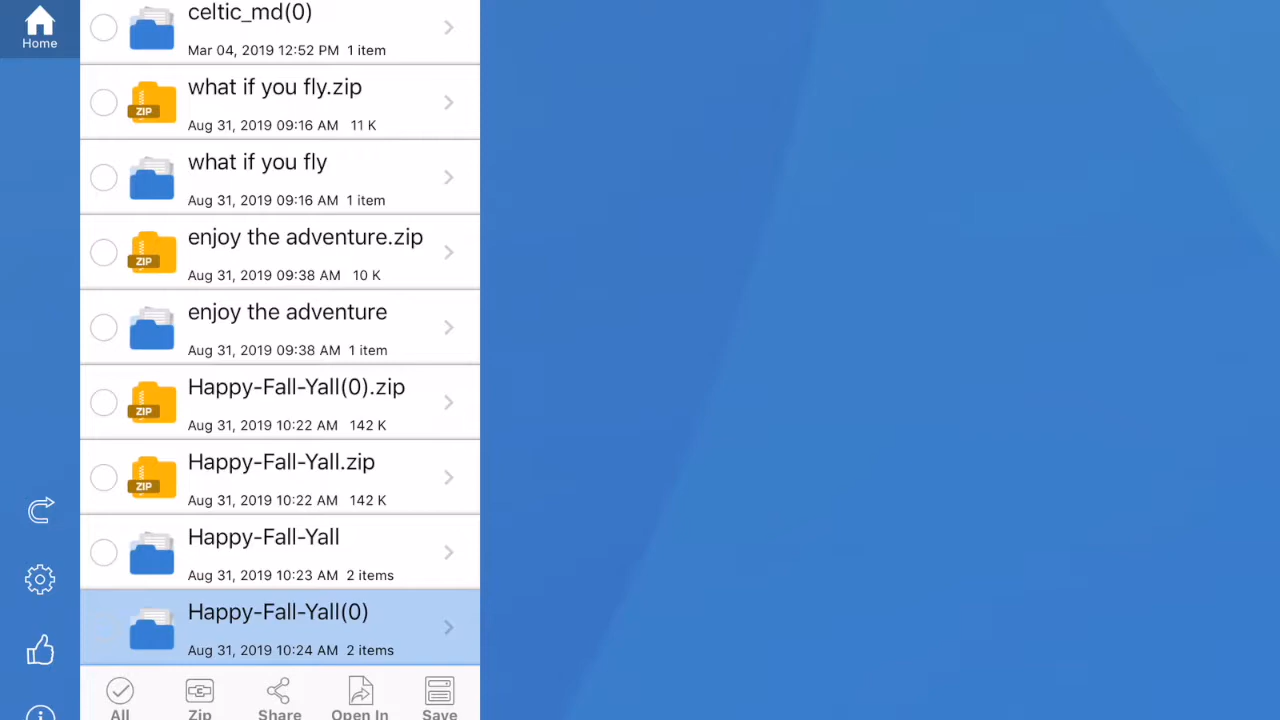 Home
celtic_md(0)
Mar 04, 2019 12:52 PM 1 item
what if you fly.zip
ZIP
Aug 31, 2019 09:16 AM 11 K
what if you fly
Aug 31, 2019 09:16 AM 1 item
enjoy the adventure.zip
ZIP
Aug 31, 2019 09:38 AM 10 K
enjoy the adventure
Aug 31, 2019 09:38 AM 1 item
Happy-Fall-Yall(0).zip
ZIP
Aug 31, 2019 10:22 AM 142 K
Happy-Fall-Yall.zip
ZIP
Aug 31, 2019 10:22 AM 142 K
Happy-Fall-Yall
Aug 31, 2019 10:23 AM 2 items
Happy-Fall-Yall(0)
Aug 31, 2019 10:24 AM 2 items
All Zip Share Open In Save